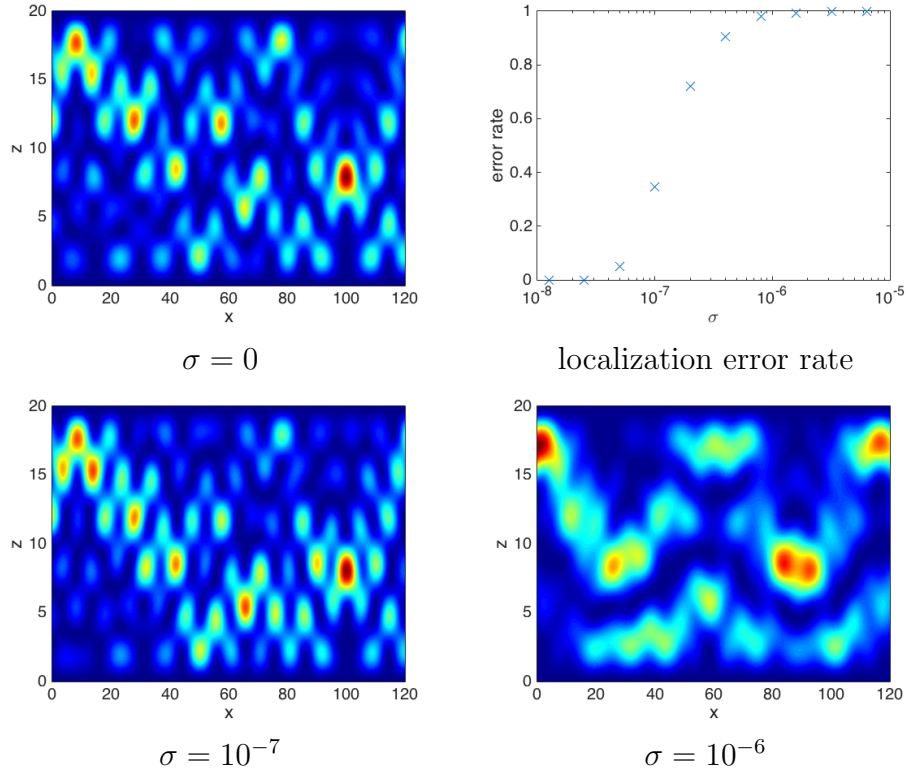 20
15
10
5
0
z
0 20 40 60 80 100 120
x
σ = 0
1
0.8
0.6
0.4
0.2
0
error rate
10⁻⁸ 10⁻⁷ 10⁻⁶ 10⁻⁵
σ
localization error rate
20
15
10
5
0
z
0 20 40 60 80 100 120
x
σ = 10⁻⁷
20
15
10
5
0
z
0 20 40 60 80 100 120
x
σ = 10⁻⁶